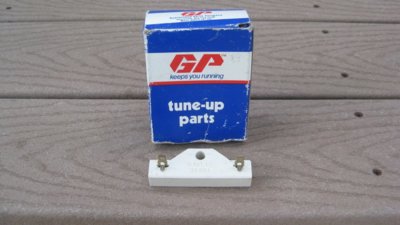 GP
keeps you running
tune-up
parts